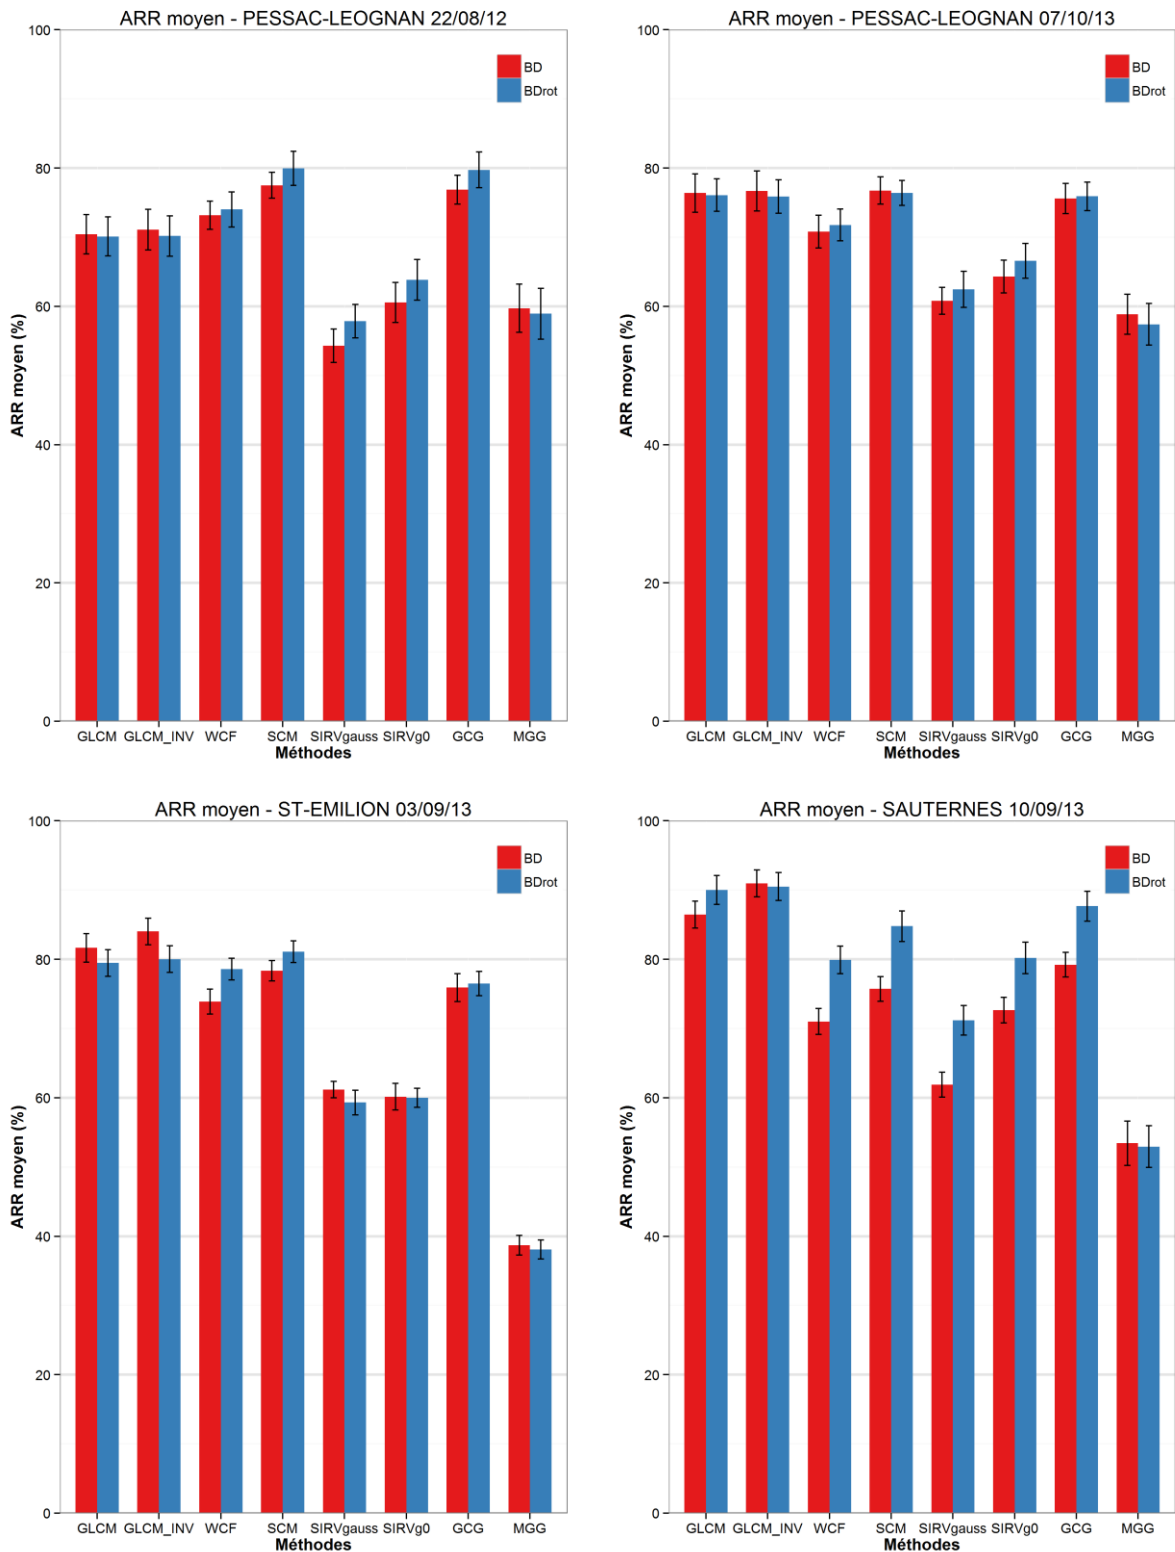 ARR moyen - PESSAC-LEOGNAN 22/08/12
100
80
60
40
20
0
ARR moyen (%)
BD
BDrot
GLCM GLCM_INV WCF SCM SIRVgauss SIRVg0 GCG MGG
Méthodes
ARR moyen - PESSAC-LEOGNAN 07/10/13
100
80
60
40
20
0
ARR moyen (%)
BD
BDrot
GLCM GLCM_INV WCF SCM SIRVgauss SIRVg0 GCG MGG
Méthodes
ARR moyen - ST-EMILION 03/09/13
100
80
60
40
20
0
ARR moyen (%)
BD
BDrot
GLCM GLCM_INV WCF SCM SIRVgauss SIRVg0 GCG MGG
Méthodes
ARR moyen - SAUTERNES 10/09/13
100
80
60
40
20
0
ARR moyen (%)
BD
BDrot
GLCM GLCM_INV WCF SCM SIRVgauss SIRVg0 GCG MGG
Méthodes